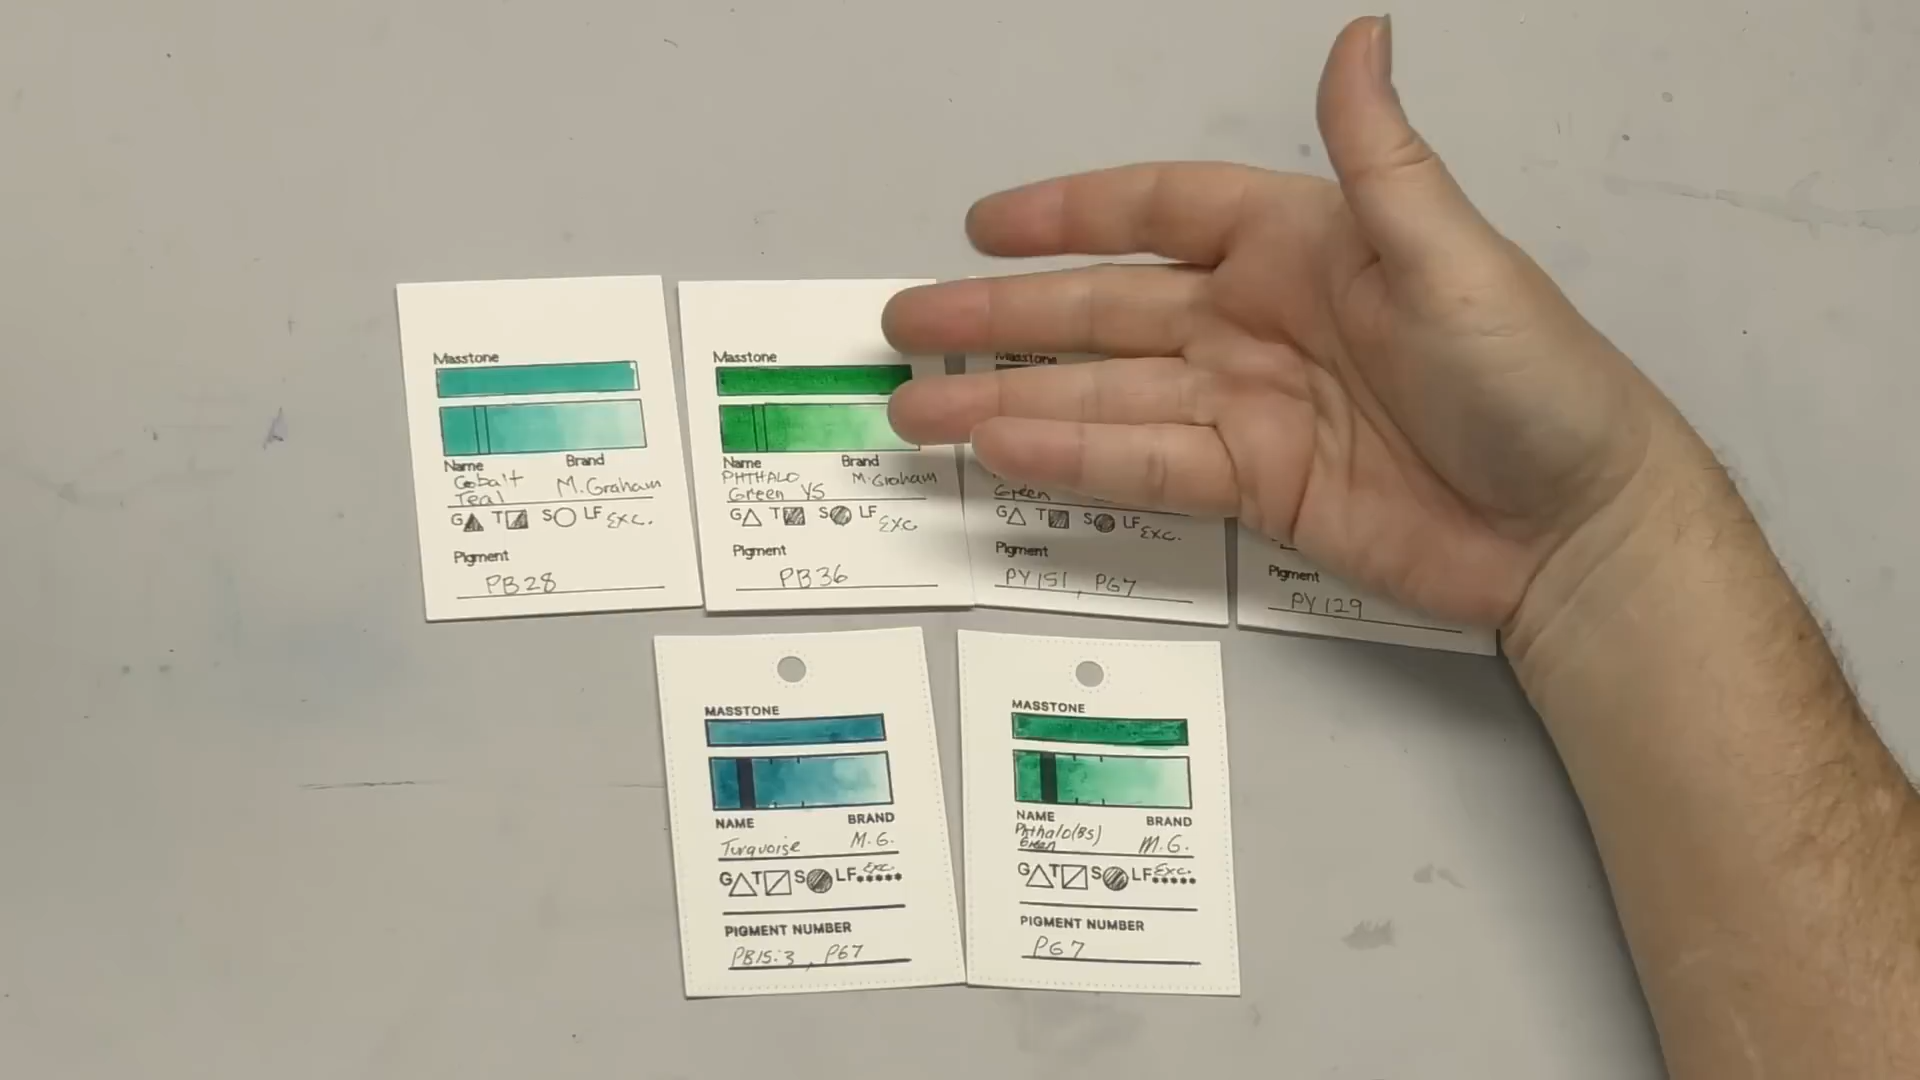 Masstone
Name Brand
Cobalt
Teal M. Graham
G T S LF Exc.
Pigment
PB28
Masstone
Name Brand
PHTHALO M. Graham
Green YS
G T S LF Exc
Pigment
PB36
Masstone
Green
G T S LF Exc.
Pigment
PY151, PG7
Pigment
PY129
MASSTONE
NAME BRAND
Turquoise M.G.
G T S LF Exc.
PIGMENT NUMBER
PB15:3, PG7
MASSTONE
NAME BRAND
Phthalo(BS)
Green M.G.
G T S LF Exc.
PIGMENT NUMBER
PG7